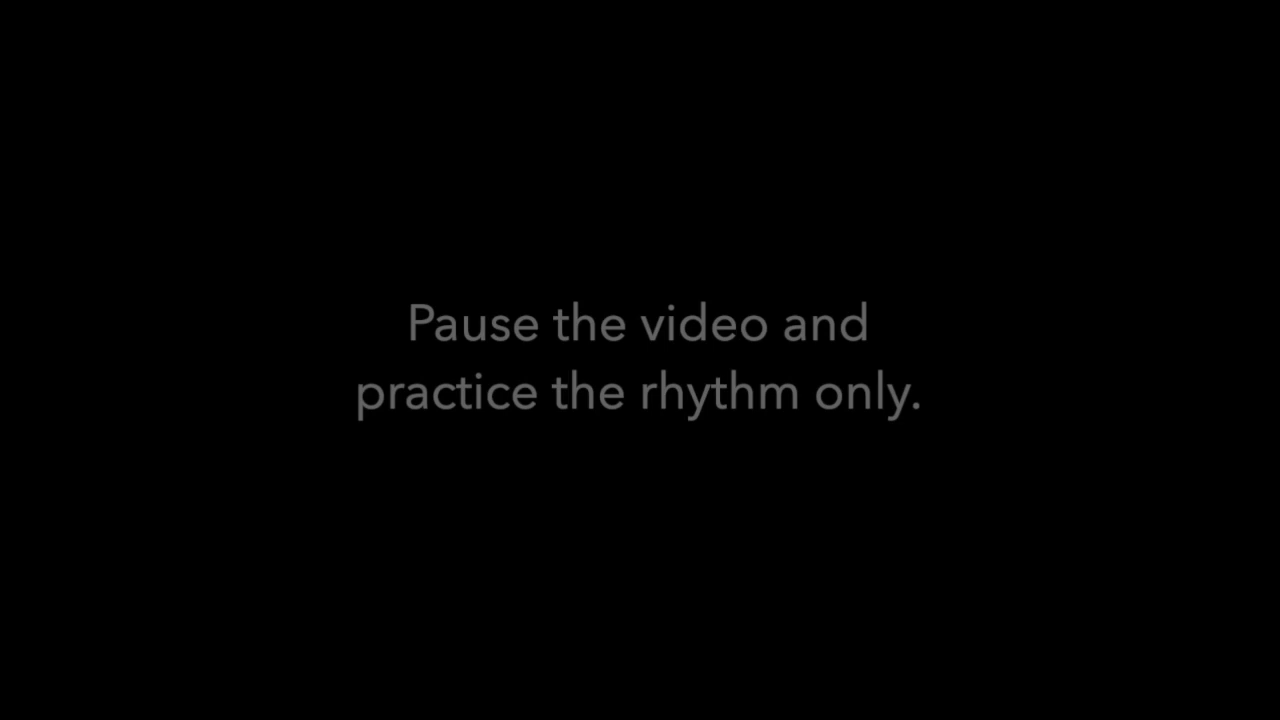 Pause the video and
practice the rhythm only.